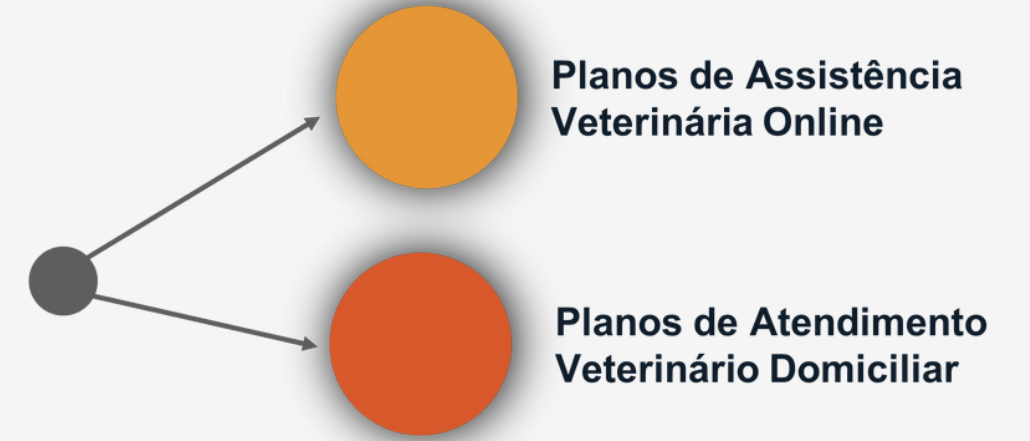 Planos de Assistência
Veterinária Online
Planos de Atendimento
Veterinário Domiciliar